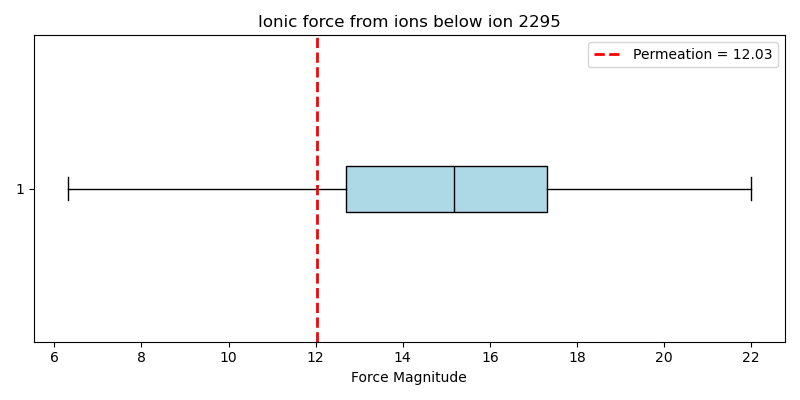 Ionic force from ions below ion 2295
Permeation = 12.03
1
6 8 10 12 14 16 18 20 22
Force Magnitude